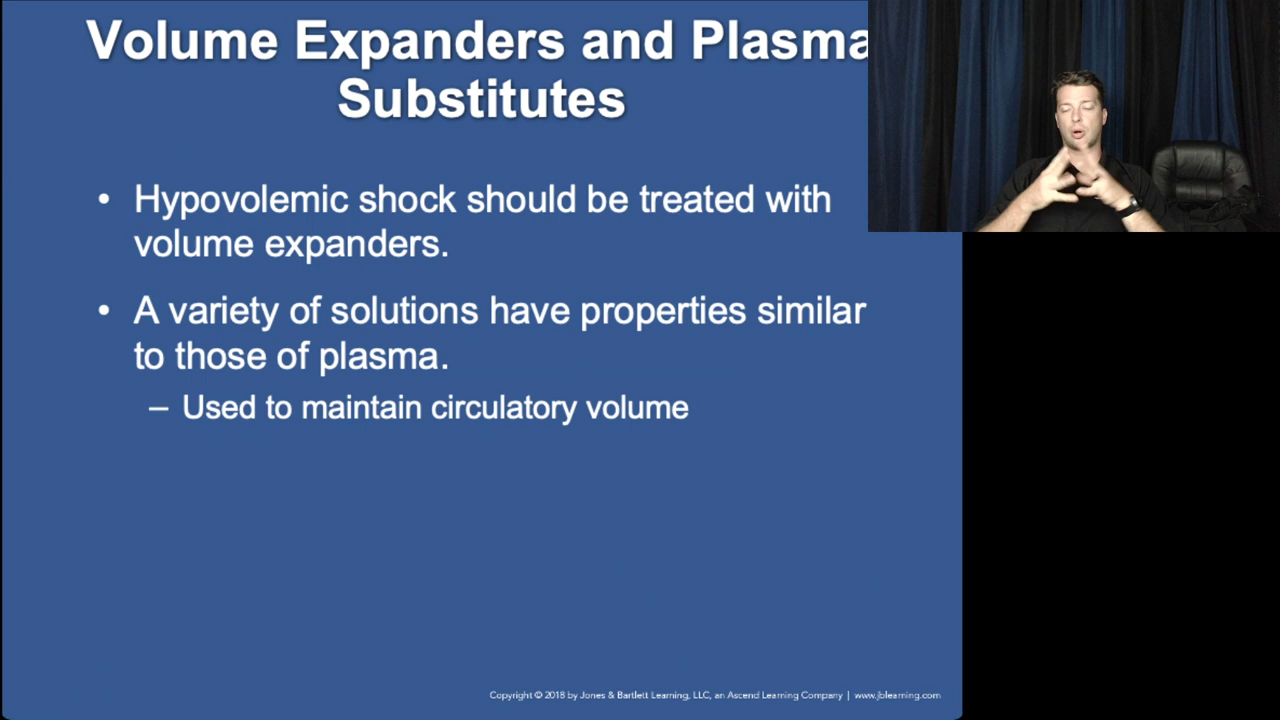 Volume Expanders and Plasma
Substitutes
• Hypovolemic shock should be treated with
volume expanders.
• A variety of solutions have properties similar
to those of plasma.
– Used to maintain circulatory volume
Copyright © 2018 by Jones & Bartlett Learning, LLC, an Ascend Learning Company | www.jblearning.com